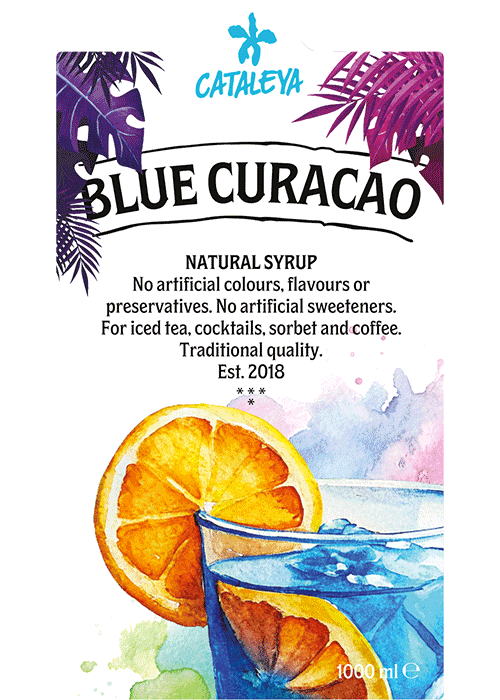 CATALEYA
BLUE CURACAO
NATURAL SYRUP
No artificial colours, flavours or
preservatives. No artificial sweeteners.
For iced tea, cocktails, sorbet and coffee.
Traditional quality.
Est. 2018
* * *
*
1000 ml ℮